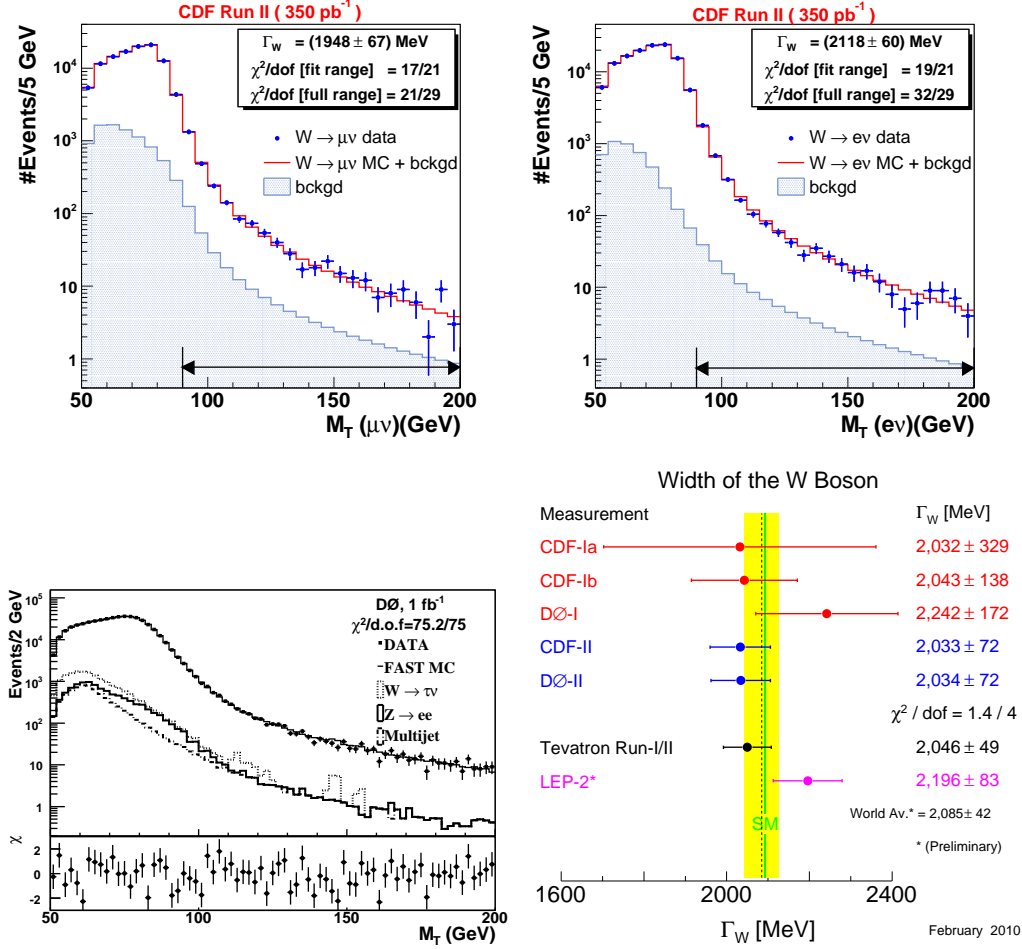 CDF Run II ( 350 pb⁻¹)
Γ_W = (1948 ± 67) MeV
χ²/dof [fit range] = 17/21
χ²/dof [full range] = 21/29
W → μν data
W → μν MC + bckgd
bckgd
#Events/5 GeV
10⁴
10³
10²
10
1
50 100 150 200
M_T (μν)(GeV)
CDF Run II ( 350 pb⁻¹)
Γ_W = (2118 ± 60) MeV
χ²/dof [fit range] = 19/21
χ²/dof [full range] = 32/29
W → eν data
W → eν MC + bckgd
bckgd
#Events/5 GeV
10⁴
10³
10²
10
1
50 100 150 200
M_T (eν)(GeV)
DØ, 1 fb⁻¹
χ²/d.o.f=75.2/75
DATA
FAST MC
W → τν
Z → ee
Multijet
Events/2 GeV
10⁵
10⁴
10³
10²
10
1
χ
2
0
-2
50 100 150 200
M_T (GeV)
Width of the W Boson
Measurement Γ_W [MeV]
CDF-Ia 2,032 ± 329
CDF-Ib 2,043 ± 138
DØ-I 2,242 ± 172
CDF-II 2,033 ± 72
DØ-II 2,034 ± 72
χ² / dof = 1.4 / 4
Tevatron Run-I/II 2,046 ± 49
LEP-2* 2,196 ± 83
World Av.* = 2,085 ± 42
SM
* (Preliminary)
1600 2000 2400
Γ_W [MeV]
February 2010